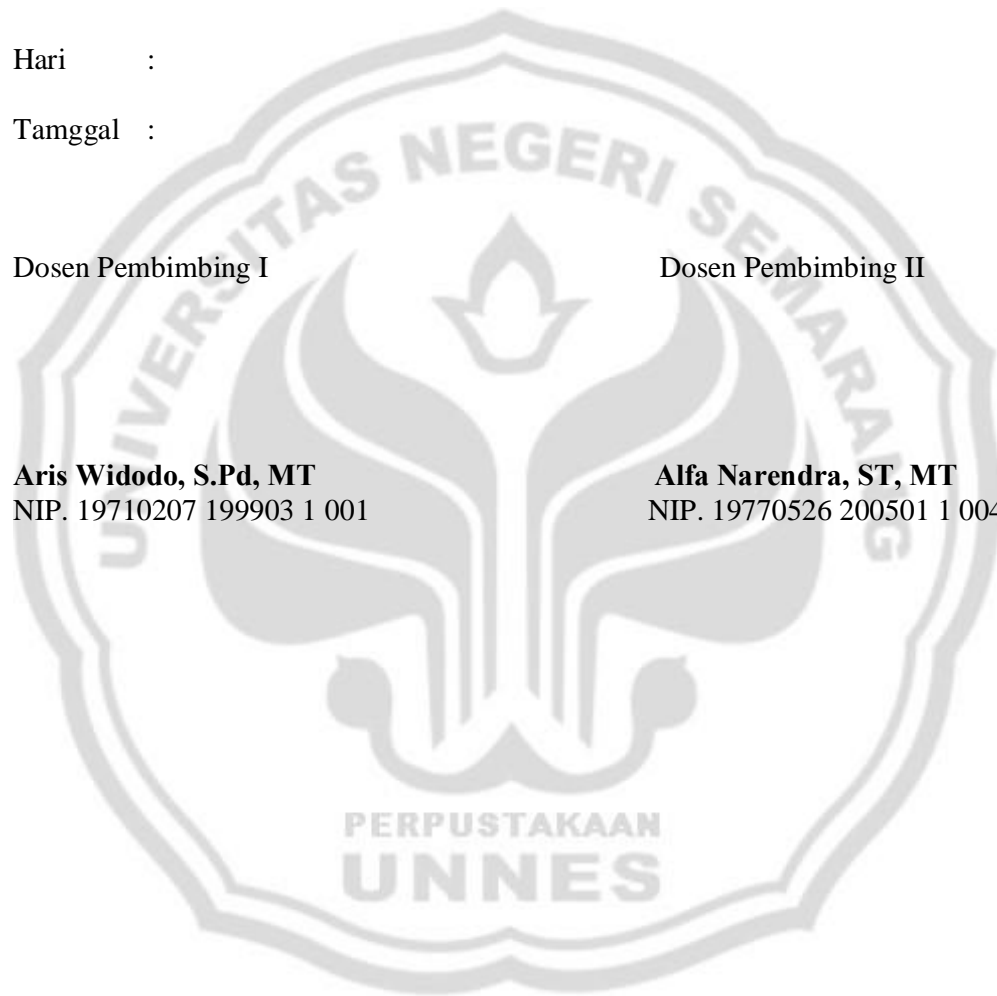 Hari :
Tamggal :
UNIVERSITAS NEGERI SEMARANG
Dosen Pembimbing I Dosen Pembimbing II
Aris Widodo, S.Pd, MT Alfa Narendra, ST, MT
NIP. 19710207 199903 1 001 NIP. 19770526 200501 1 004
PERPUSTAKAAN
UNNES